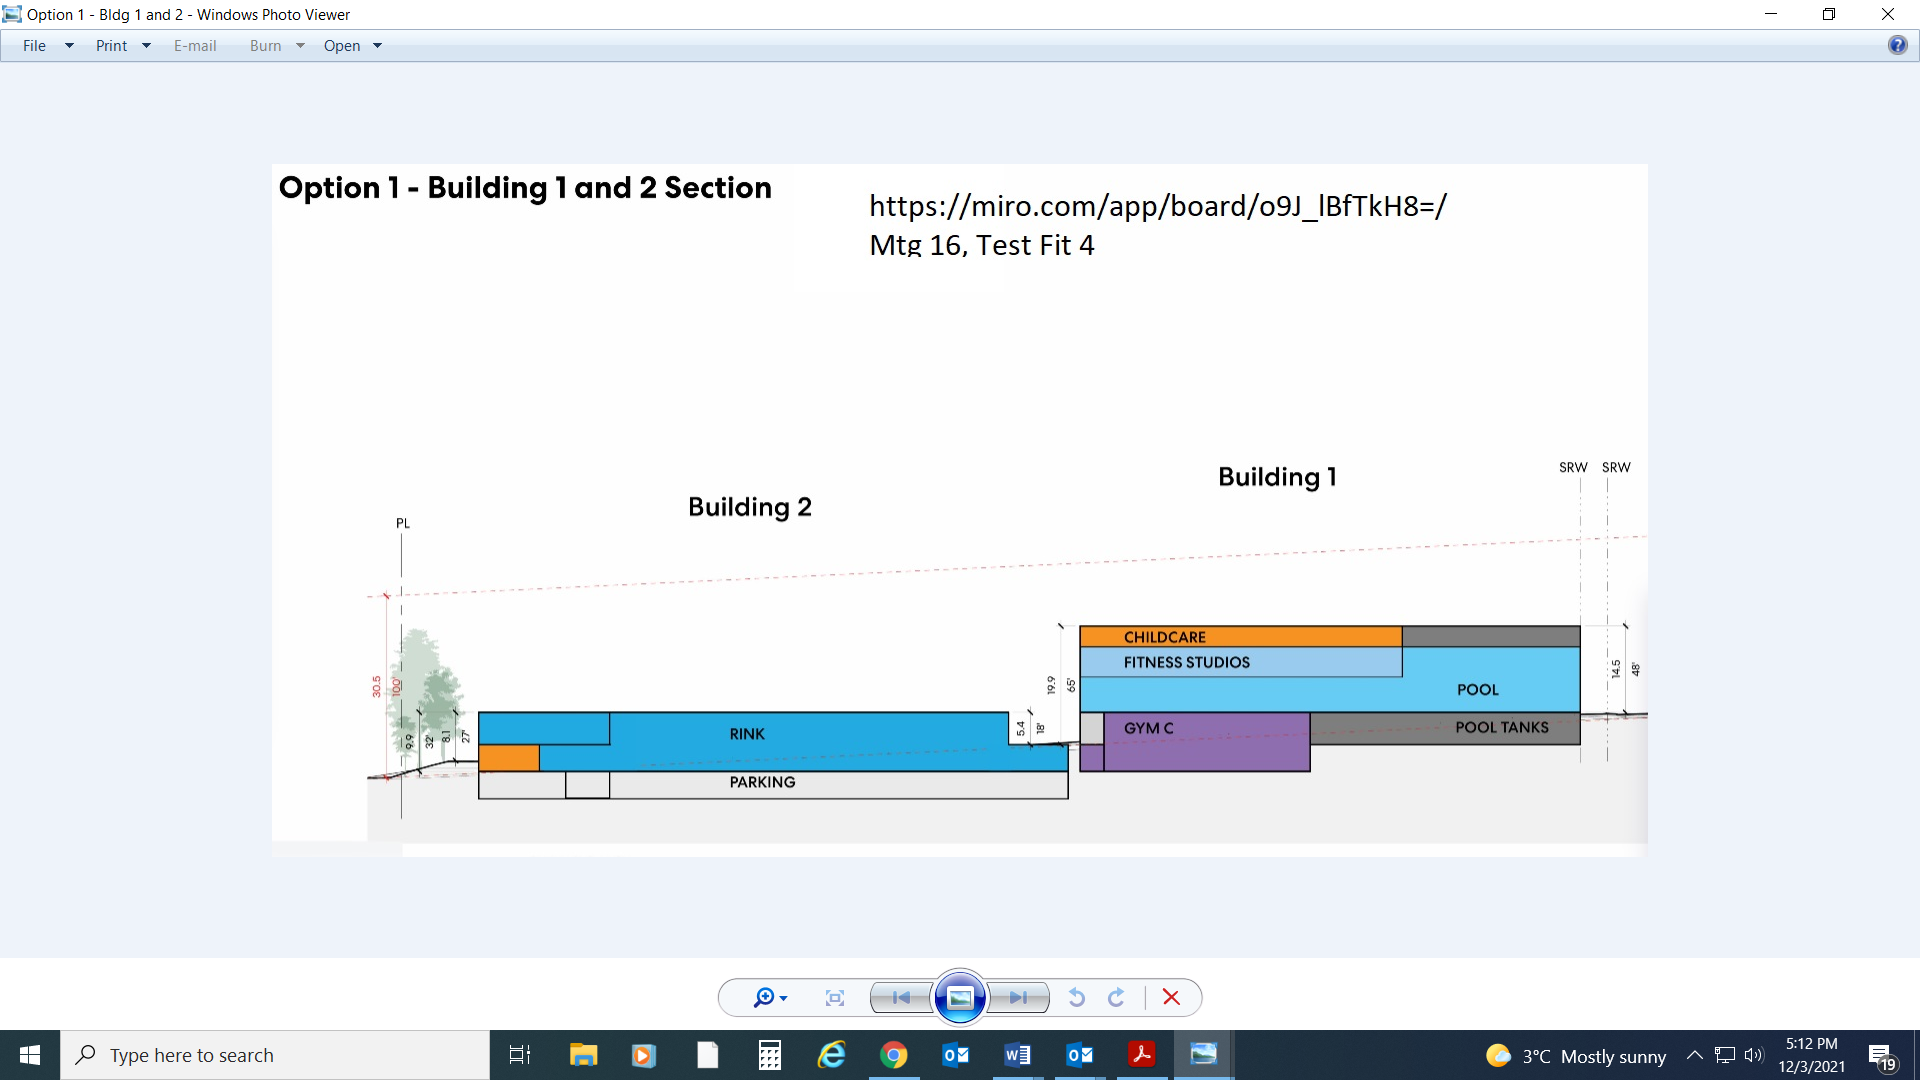 Option 1 - Bldg 1 and 2 - Windows Photo Viewer
File Print E-mail Burn Open
Option 1 - Building 1 and 2 Section
https://miro.com/app/board/o9J_lBfTkH8=/
Mtg 16, Test Fit 4
SRW SRW
Building 1
Building 2
PL
CHILDCARE
FITNESS STUDIOS
POOL
14.5
48'
19.9
65'
30.5
100'
9.9
32'
8.1
27'
RINK
5.4
18'
GYM C
POOL TANKS
PARKING
Type here to search
3°C Mostly sunny
5:12 PM
12/3/2021
19